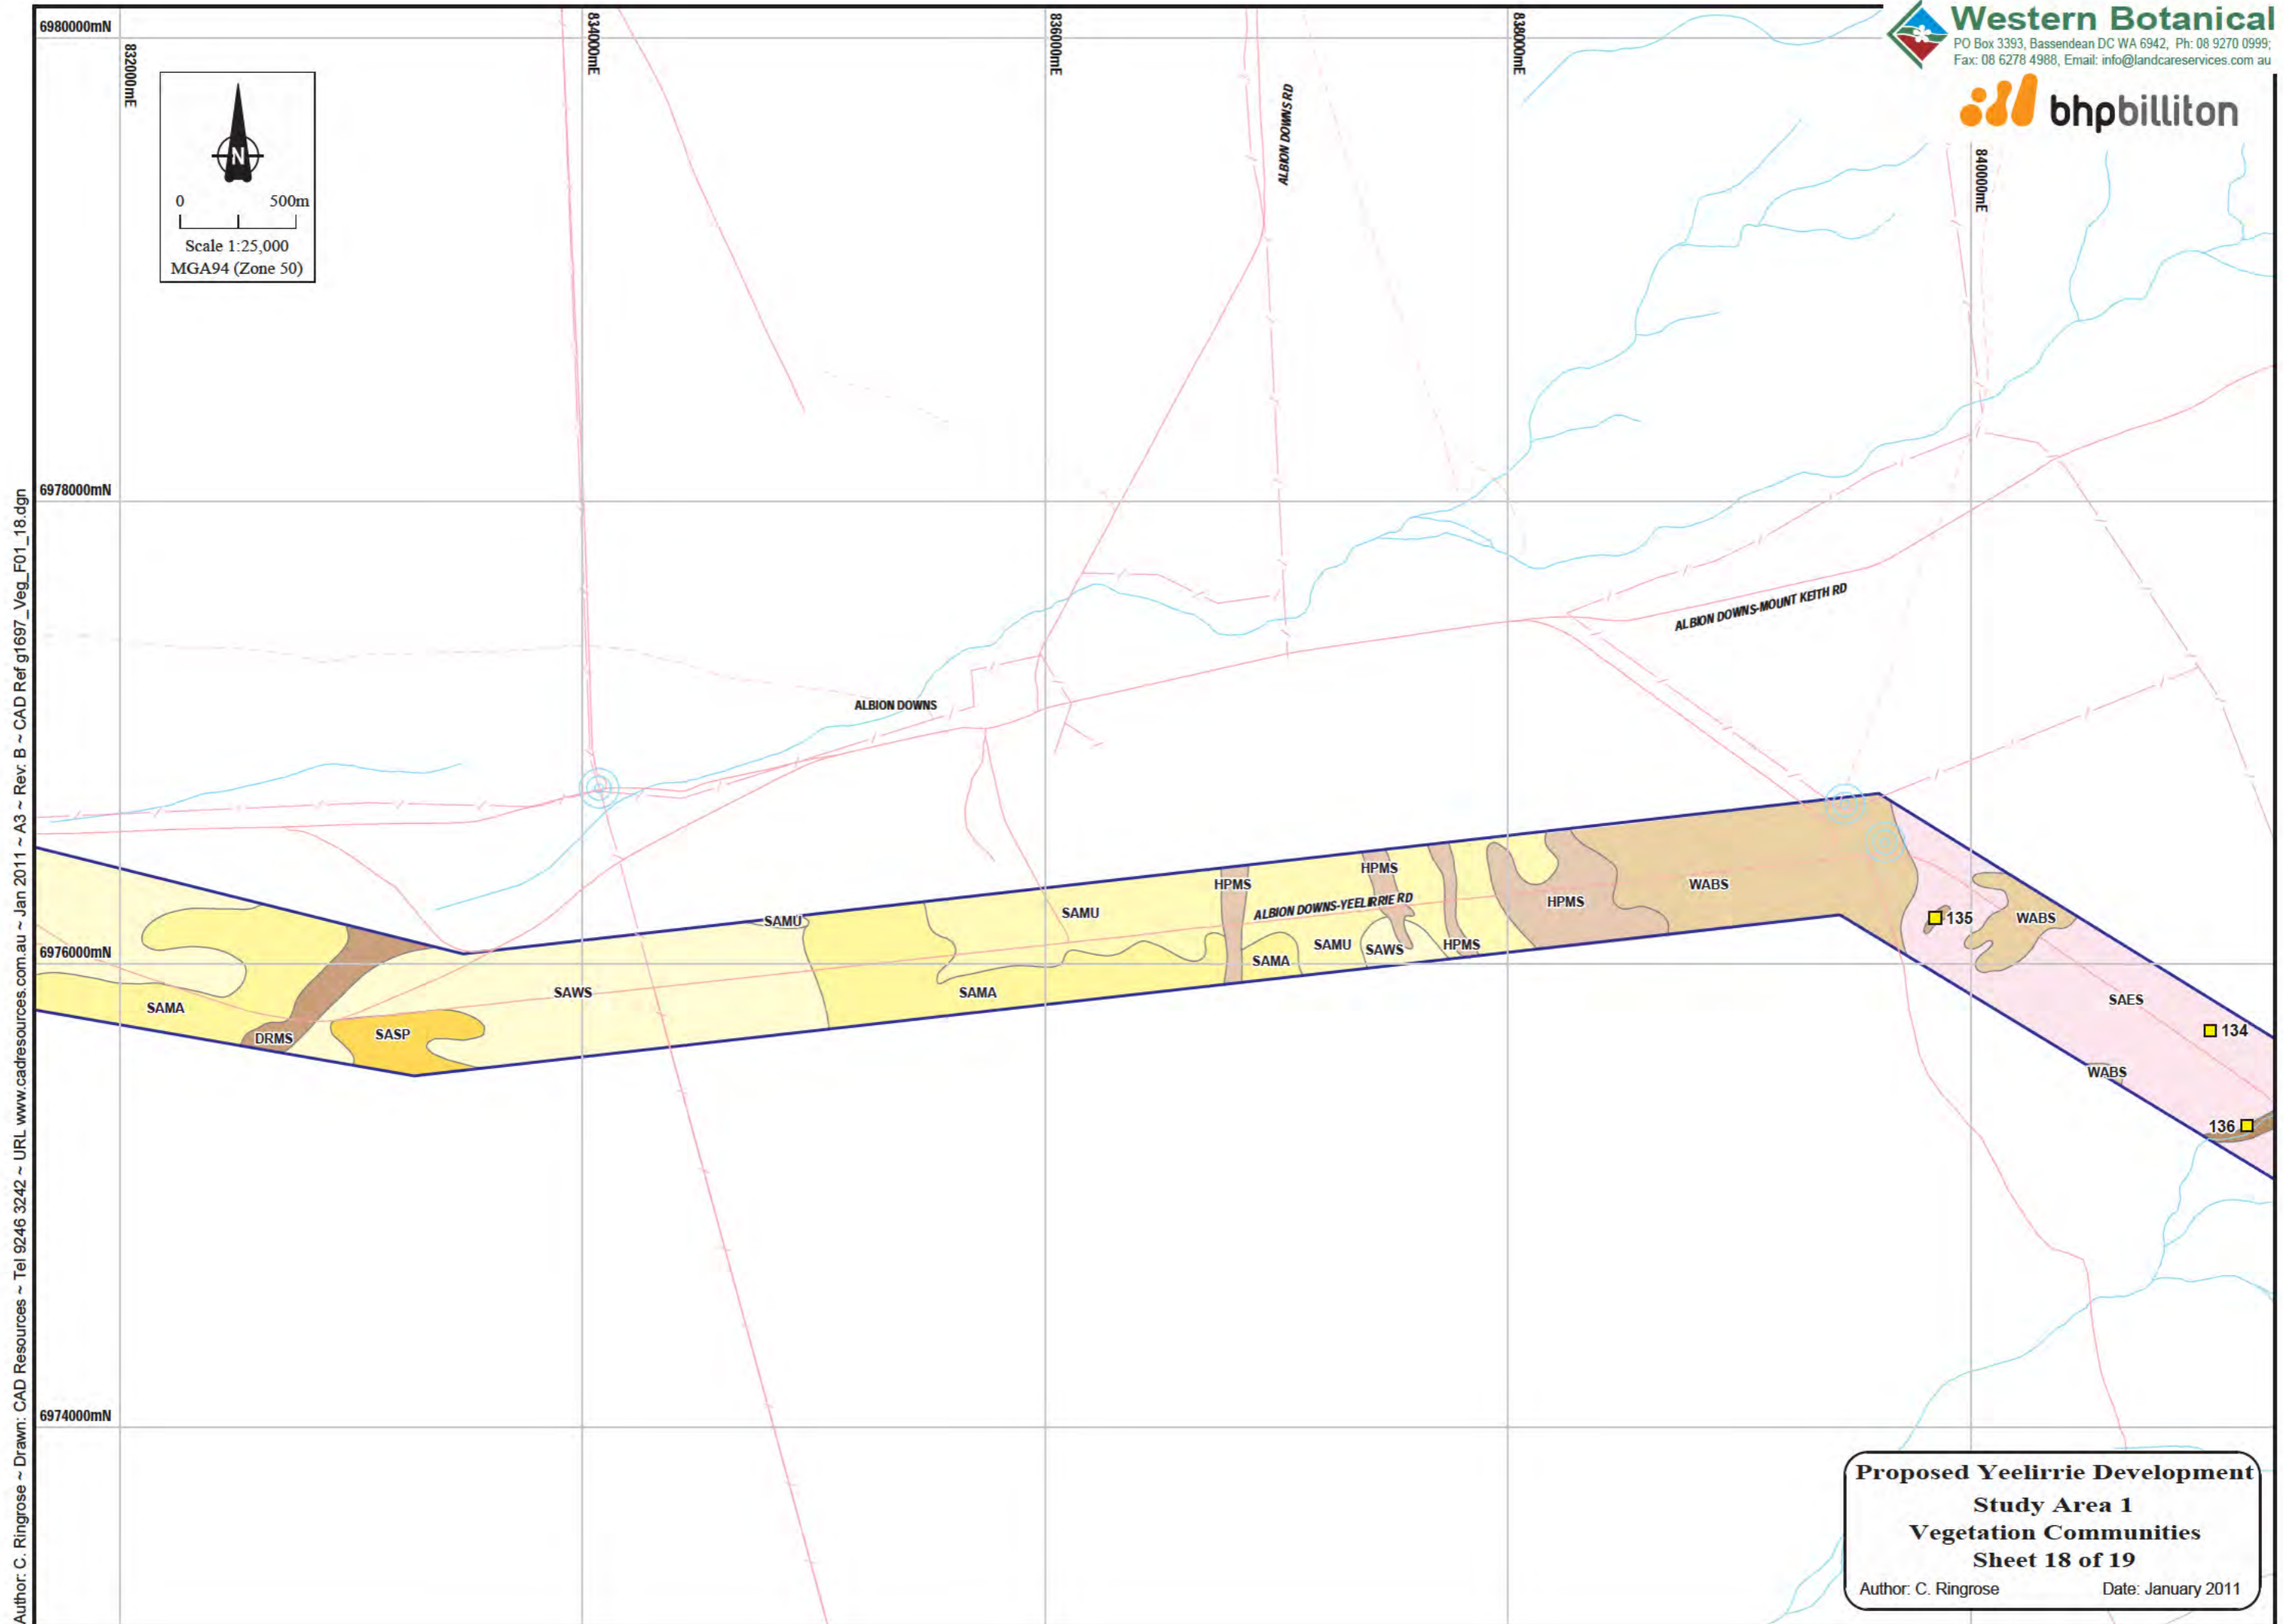 6980000mN
832000mE
834000mE
836000mE
838000mE
840000mE
Western Botanical
PO Box 3393, Bassendean DC WA 6942, Ph: 08 9270 0999;
Fax: 08 6278 4988, Email: info@landcareservices.com au
bhpbilliton
N
0 500m
Scale 1:25,000
MGA94 (Zone 50)
ALBION DOWNS RD
6978000mN
ALBION DOWNS-MOUNT KEITH RD
ALBION DOWNS
HPMS
HPMS
WABS
HPMS
ALBION DOWNS-YEELIRRIE RD
SAMU
SAMU
135
WABS
6976000mN
SAMU
SAWS
HPMS
SAMA
SAWS
SAMA
SAES
SAMA
DRMS
SASP
134
WABS
136
6974000mN
Proposed Yeelirrie Development
Study Area 1
Vegetation Communities
Sheet 18 of 19
Author: C. Ringrose Date: January 2011
Author: C. Ringrose ~ Drawn: CAD Resources ~ Tel 9246 3242 ~ URL www.cadresources.com.au ~ Jan 2011 ~ A3 ~ Rev. B ~ CAD Ref g1697_Veg_F01_18.dgn